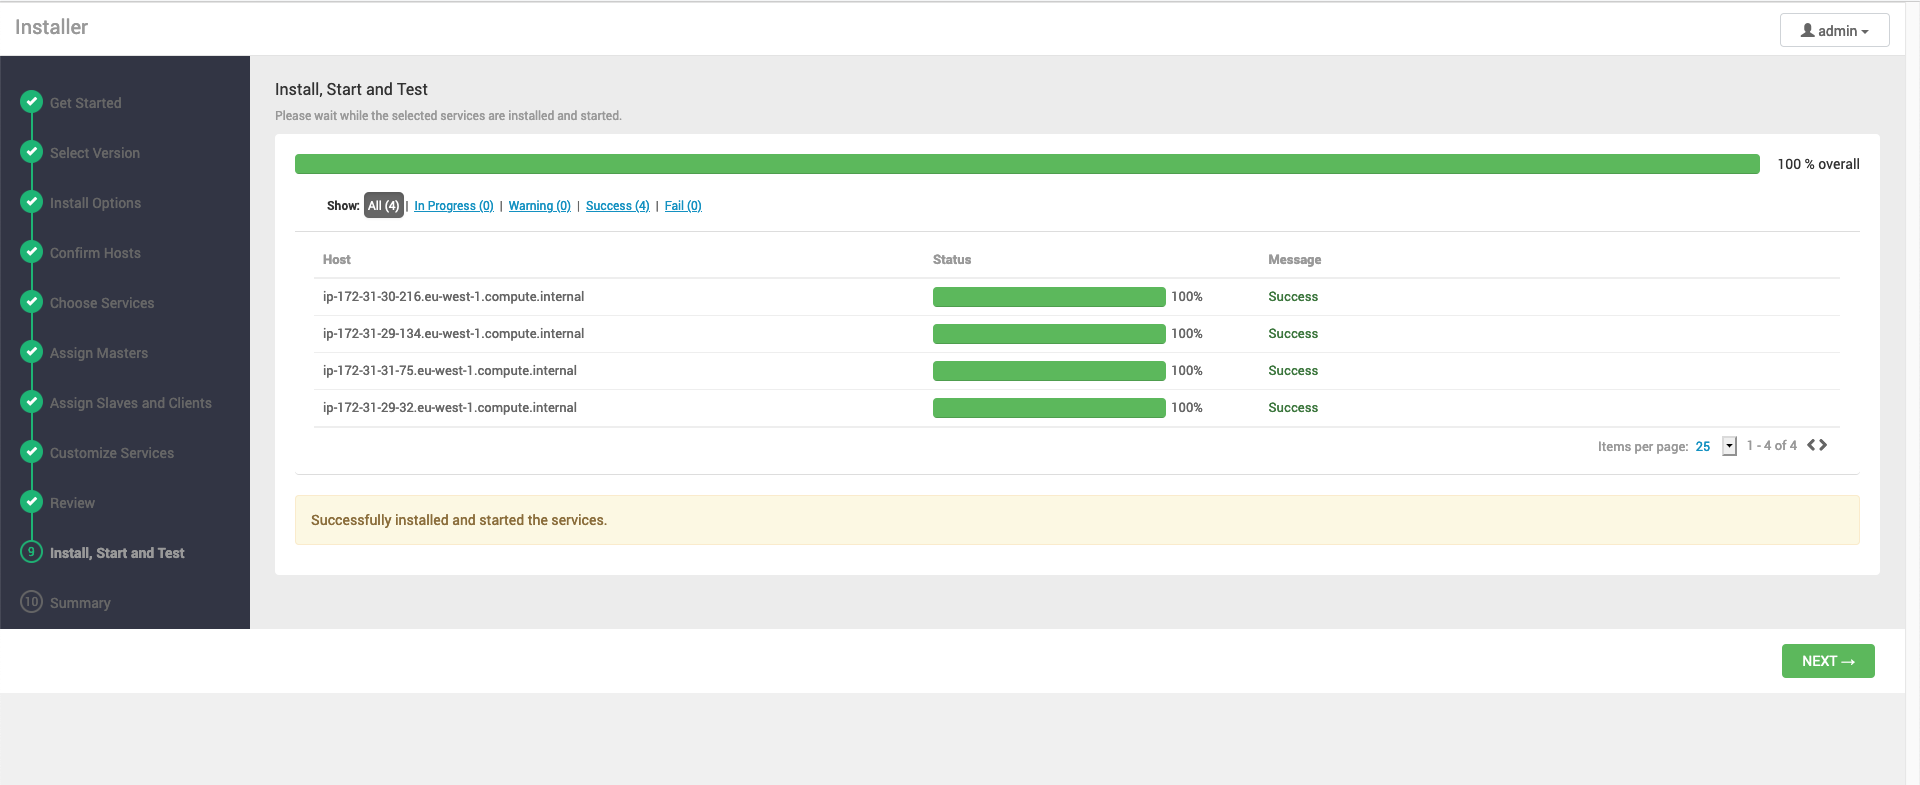 Installer
admin
Get Started
Select Version
Install Options
Confirm Hosts
Choose Services
Assign Masters
Assign Slaves and Clients
Customize Services
Review
9 Install, Start and Test
10 Summary
Install, Start and Test
Please wait while the selected services are installed and started.
100 % overall
Show: All (4) | In Progress (0) | Warning (0) | Success (4) | Fail (0)
Host Status Message
ip-172-31-30-216.eu-west-1.compute.internal 100% Success
ip-172-31-29-134.eu-west-1.compute.internal 100% Success
ip-172-31-31-75.eu-west-1.compute.internal 100% Success
ip-172-31-29-32.eu-west-1.compute.internal 100% Success
Items per page: 25 1 - 4 of 4
Successfully installed and started the services.
NEXT →